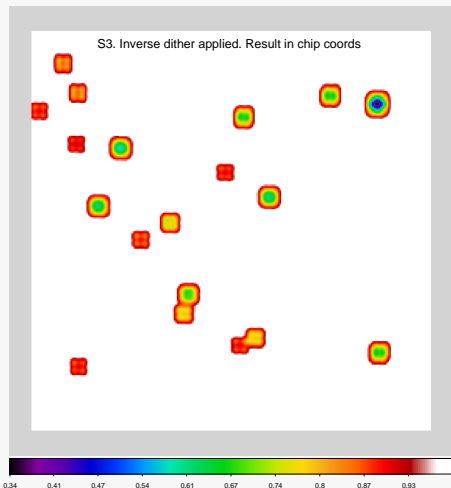 S3. Inverse dither applied. Result in chip coords
0.34 0.41 0.47 0.54 0.61 0.67 0.74 0.8 0.87 0.93